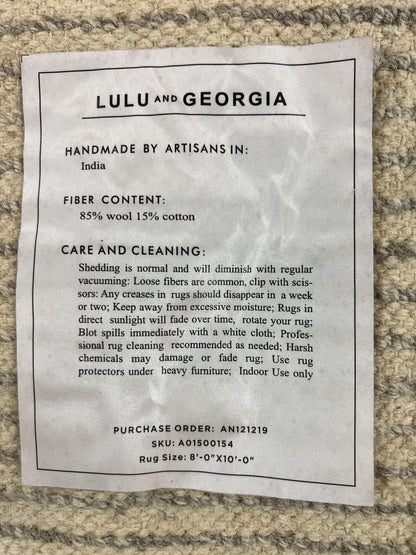 LULU AND GEORGIA
HANDMADE BY ARTISANS IN:
India
FIBER CONTENT:
85% wool 15% cotton
CARE AND CLEANING:
Shedding is normal and will diminish with regular
vacuuming: Loose fibers are common, clip with scis-
sors: Any creases in rugs should disappear in a week
or two; Keep away from excessive moisture; Rugs in
direct sunlight will fade over time, rotate your rug;
Blot spills immediately with a white cloth; Profes-
sional rug cleaning recommended as needed; Harsh
chemicals may damage or fade rug; Use rug
protectors under heavy furniture; Indoor Use only
PURCHASE ORDER: AN121219
SKU: A01500154
Rug Size: 8'-0"X10'-0"